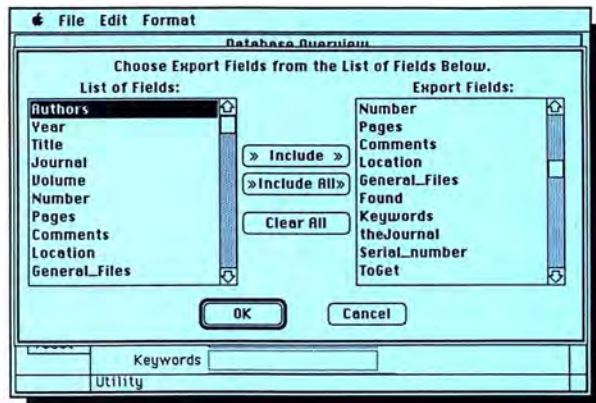 File Edit Format
Database Overview
Choose Export Fields from the List of Fields Below.
List of Fields:
Authors
Year
Title
Journal
Volume
Number
Pages
Comments
Location
General_Files
» Include »
»Include All»
Clear All
Export Fields:
Number
Pages
Comments
Location
General_Files
Found
Keywords
theJournal
Serial_number
ToGet
OK
Cancel
Keywords
Utility